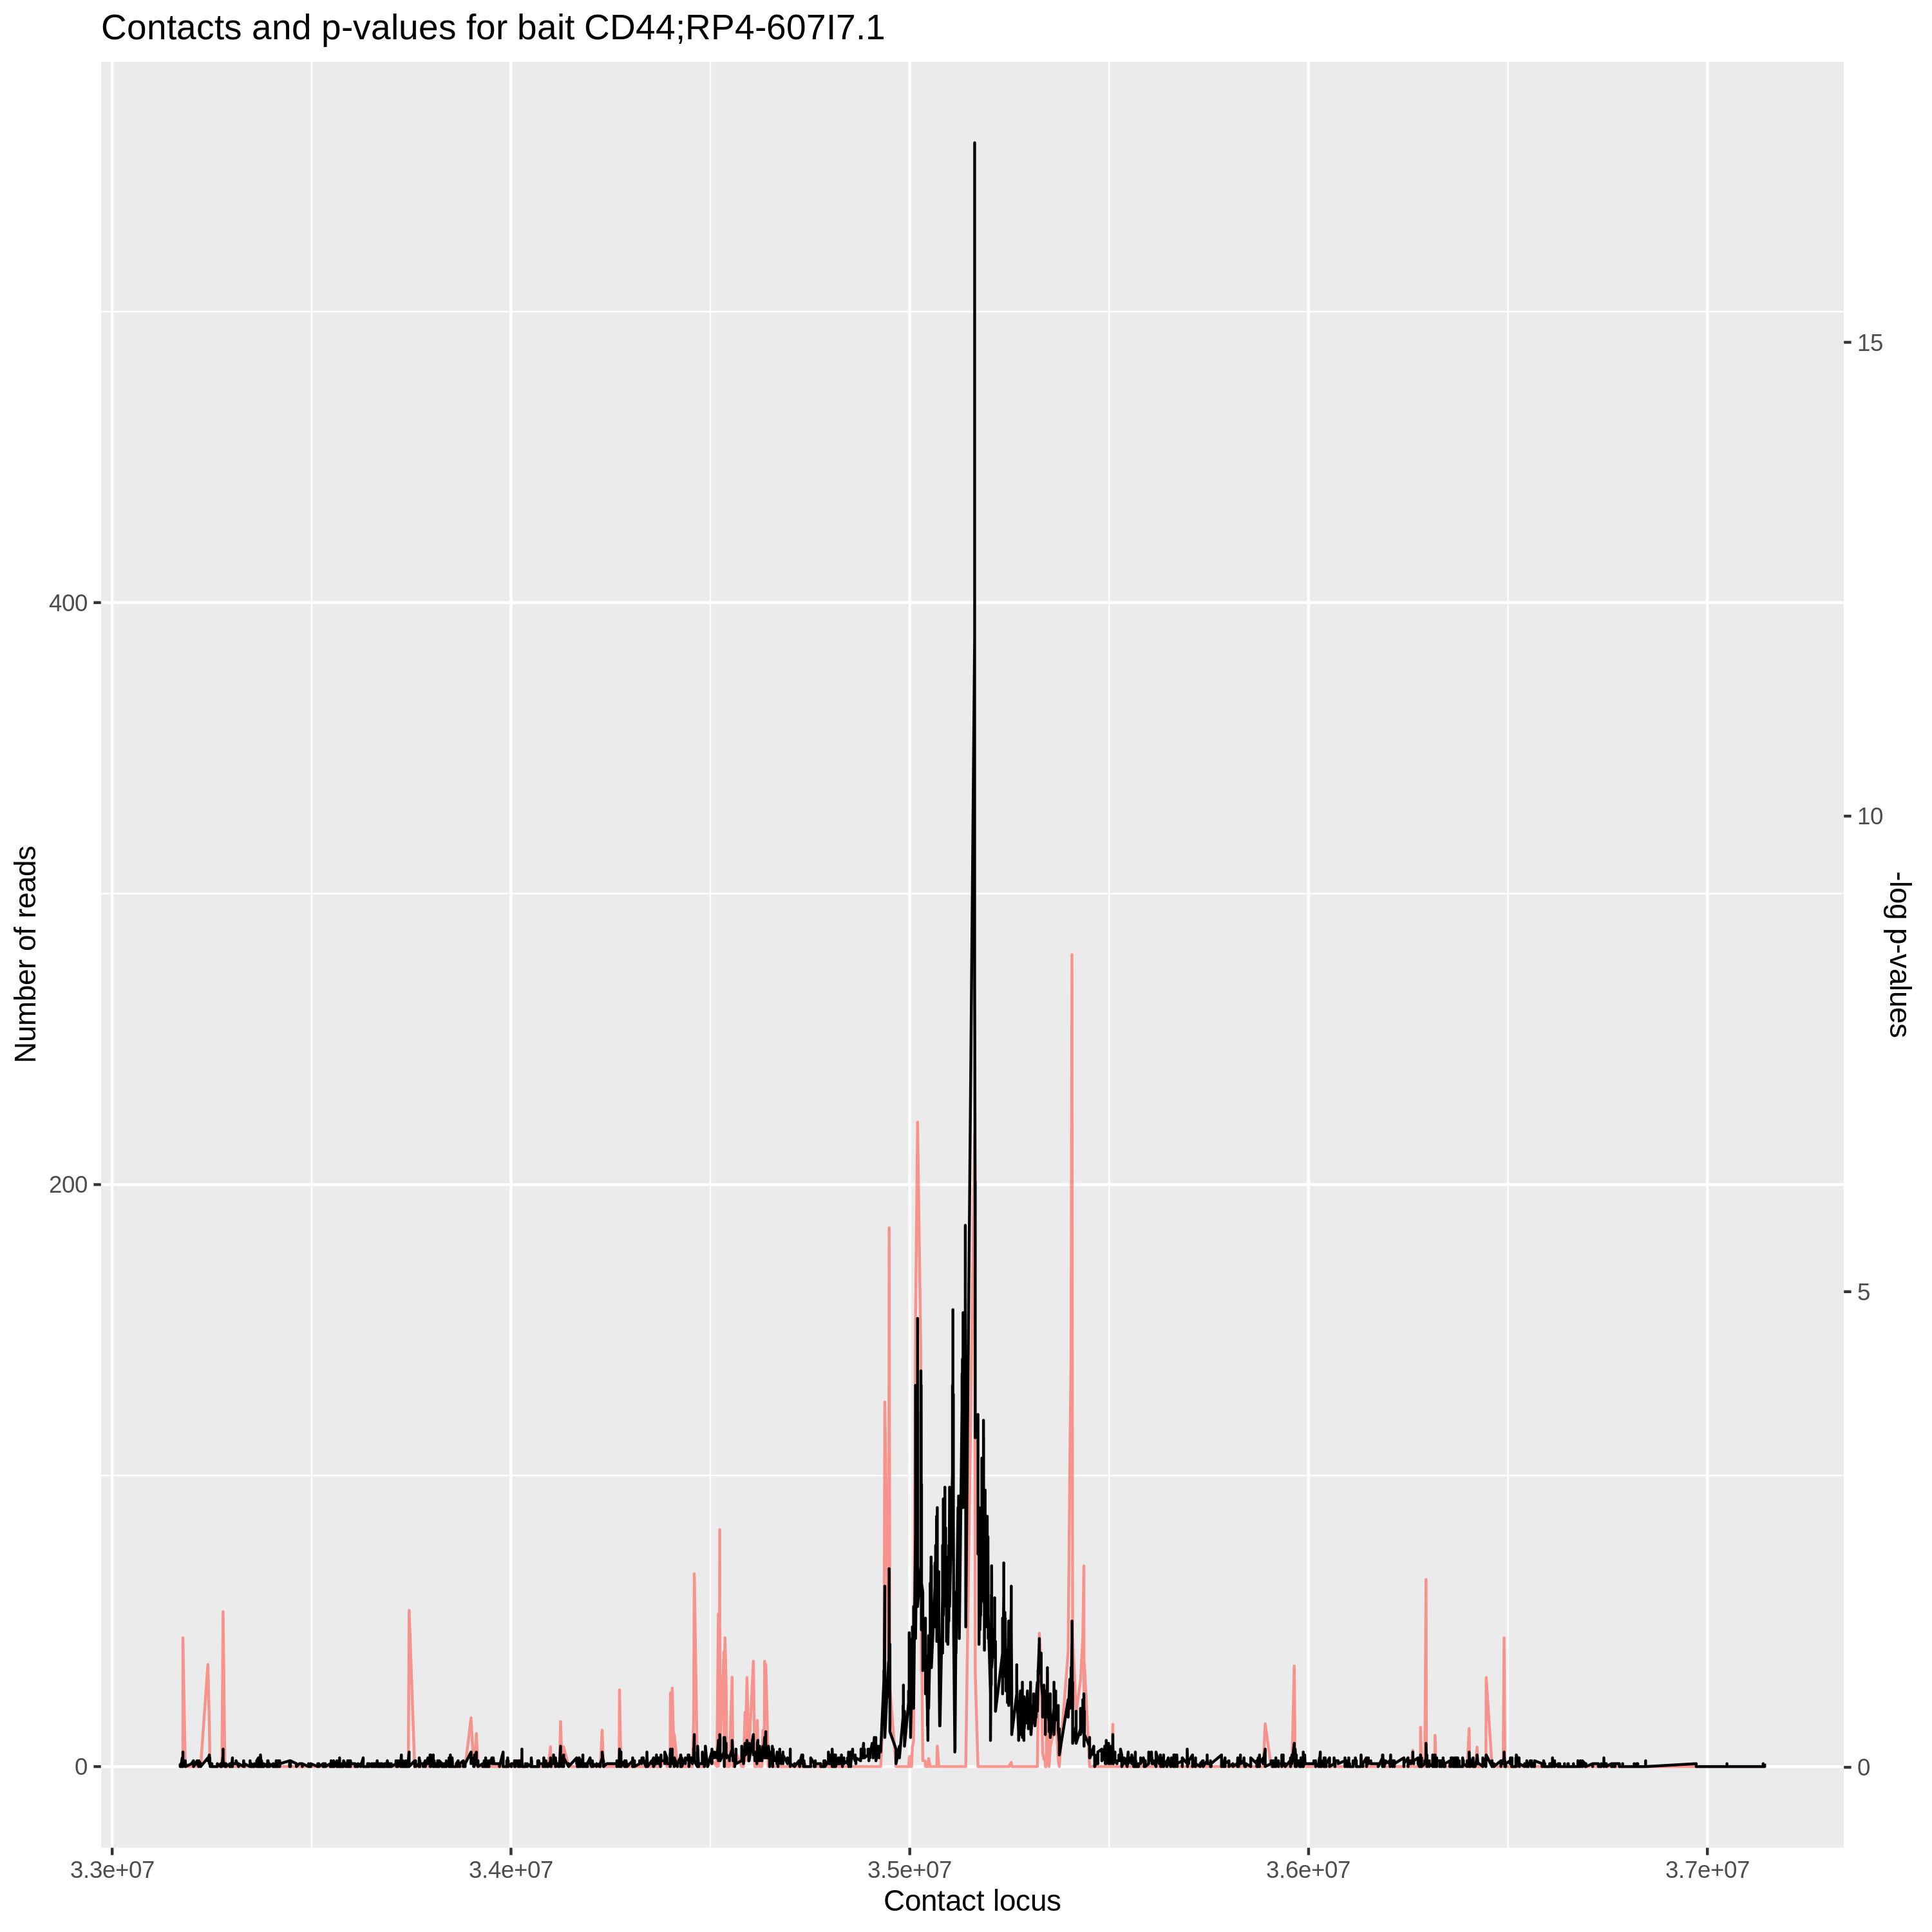 Contacts and p-values for bait CD44;RP4-607I7.1
400
200
0
Number of reads
15
10
5
0
-log p-values
3.3e+07
3.4e+07
3.5e+07
3.6e+07
3.7e+07
Contact locus